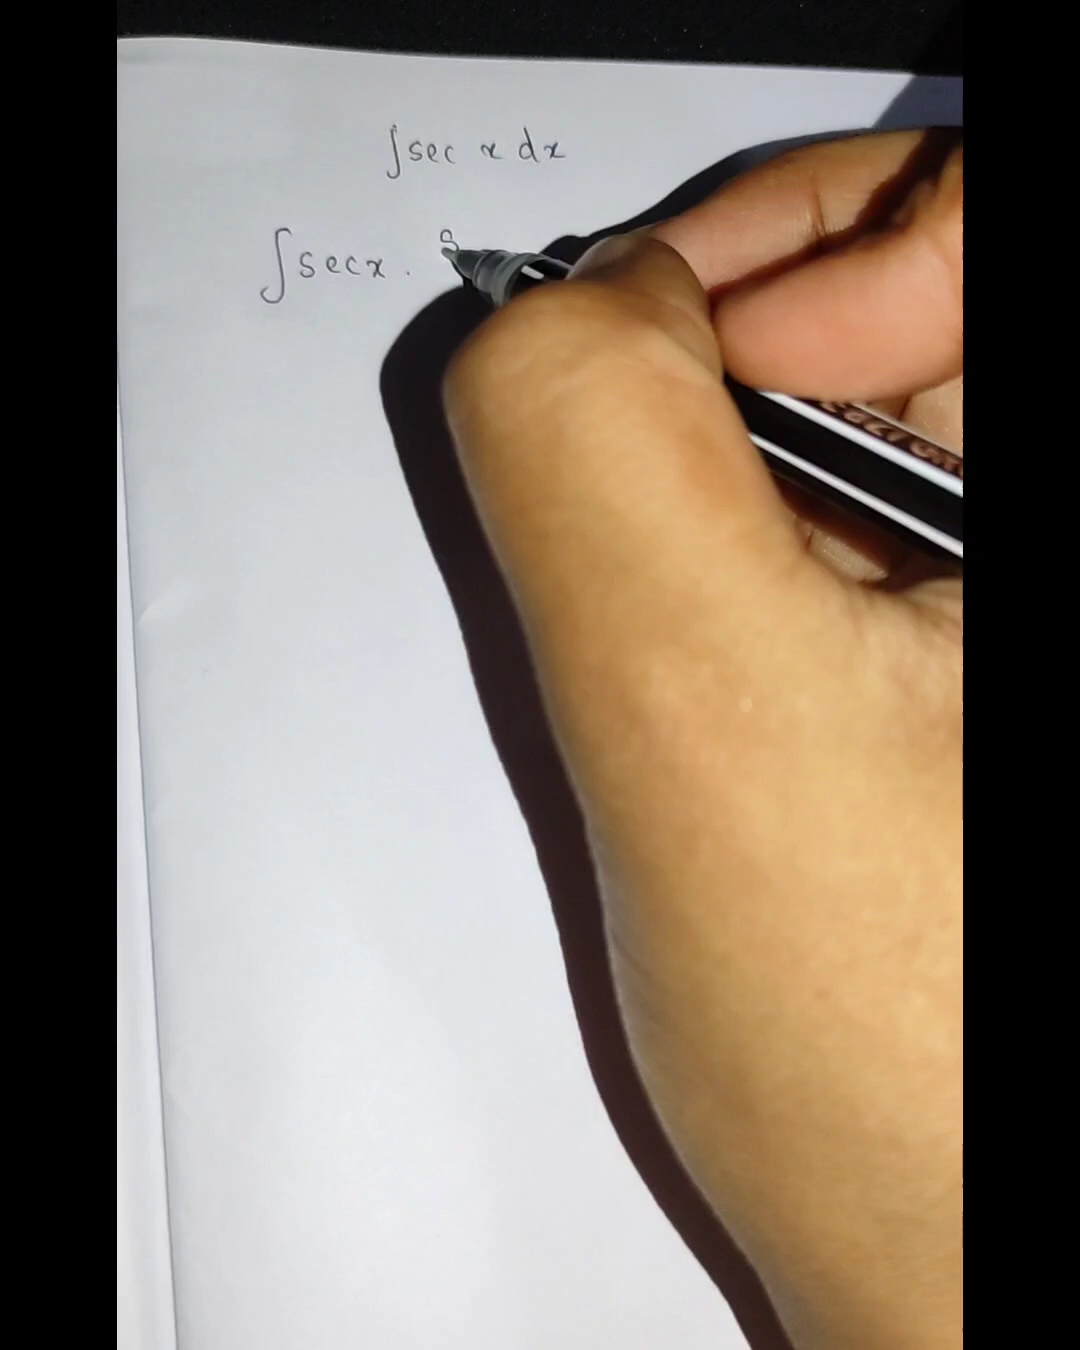 ∫sec x dx
∫secx . s